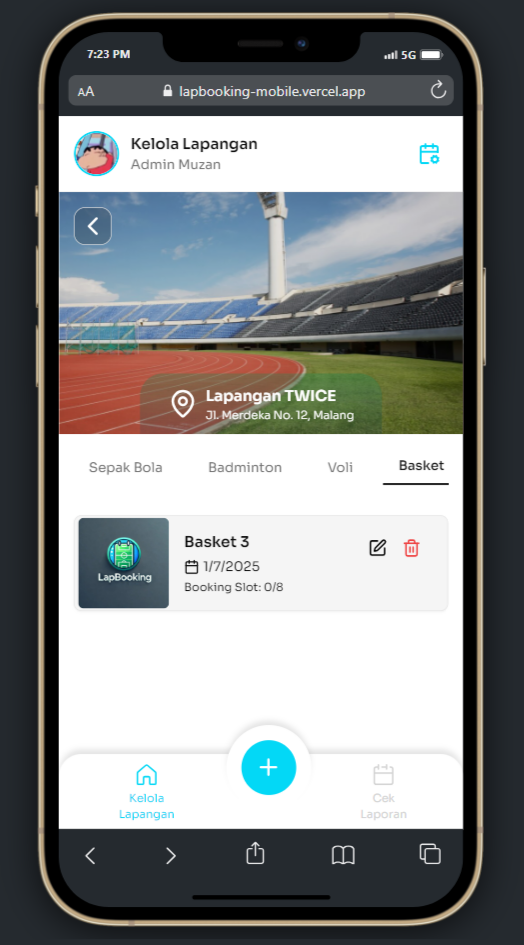 7:23 PM
5G
AA
lapbooking-mobile.vercel.app
Kelola Lapangan
Admin Muzan
Lapangan TWICE
Jl. Merdeka No. 12, Malang
Sepak Bola
Badminton
Voli
Basket
LapBooking
Basket 3
1/7/2025
Booking Slot: 0/8
Kelola
Lapangan
Cek
Laporan